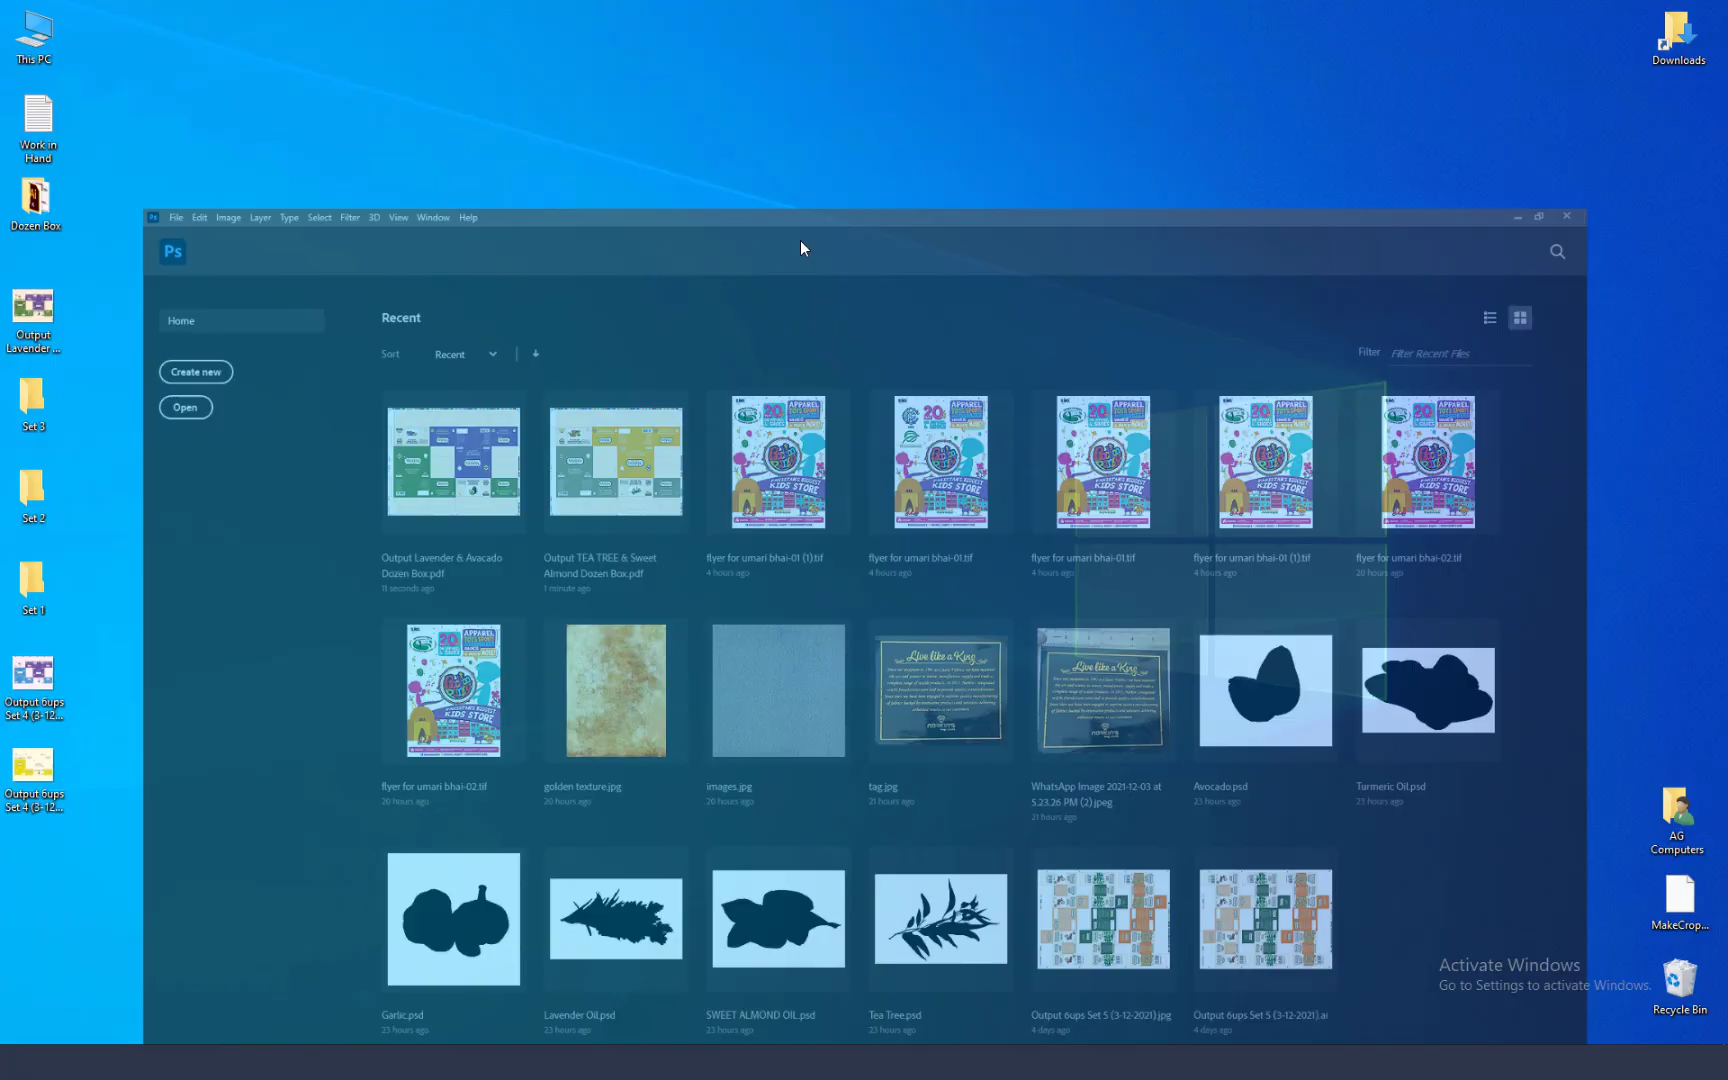 This PC
Work in
Hand
Dozen Box
Output
Lavender ...
Set 3
Set 2
Set 1
Output 6ups
Set 4 (3-12...
Output 6ups
Set 4 (3-12...
Downloads
AG
Computers
MakeCrop...
Recycle Bin
Ps File Edit Image Layer Type Select Filter 3D View Window Help
Ps
Home
Create new
Open
Recent
Sort Recent
Filter Filter Recent Files
Output Lavender & Avacado
Dozen Box.pdf
11 seconds ago
Output TEA TREE & Sweet
Almond Dozen Box.pdf
1 minute ago
flyer for umari bhai-01 (1).tif
4 hours ago
flyer for umari bhai-01.tif
4 hours ago
flyer for umari bhai-01.tif
4 hours ago
flyer for umari bhai-01 (1).tif
4 hours ago
flyer for umari bhai-02.tif
20 hours ago
flyer for umari bhai-02.tif
20 hours ago
golden texture.jpg
20 hours ago
images.jpg
20 hours ago
Live like a King
tag.jpg
21 hours ago
Live like a King
WhatsApp Image 2021-12-03 at
5.23.26 PM (2).jpeg
21 hours ago
Avocado.psd
23 hours ago
Turmeric Oil.psd
23 hours ago
Garlic.psd
23 hours ago
Lavender Oil.psd
23 hours ago
SWEET ALMOND OIL.psd
23 hours ago
Tea Tree.psd
23 hours ago
Output 6ups Set 5 (3-12-2021).jpg
4 days ago
Output 6ups Set 5 (3-12-2021).ai
4 days ago
Activate Windows
Go to Settings to activate Windows.